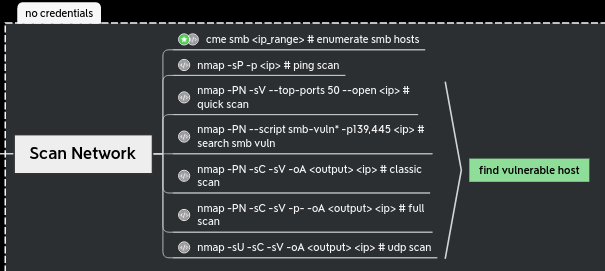 no credentials
cme smb <ip_range> # enumerate smb hosts
nmap -sP -p <ip> # ping scan
nmap -PN -sV --top-ports 50 --open <ip> #
quick scan
nmap -PN --script smb-vuln* -p139,445 <ip> #
search smb vuln
Scan Network
nmap -PN -sC -sV -oA <output> <ip> # classic
scan
find vulnerable host
nmap -PN -sC -sV -p- -oA <output> <ip> # full
scan
nmap -sU -sC -sV -oA <output> <ip> # udp scan